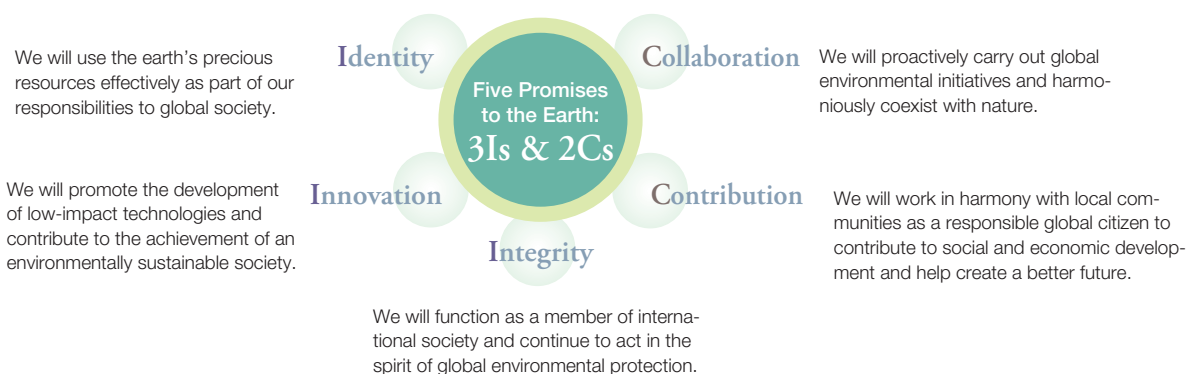 We will use the earth's precious
resources effectively as part of our
responsibilities to global society.
Identity
Five Promises
to the Earth:
3Is & 2Cs
Collaboration
We will proactively carry out global
environmental initiatives and harmo-
niously coexist with nature.
We will promote the development
of low-impact technologies and
contribute to the achievement of an
environmentally sustainable society.
Innovation
Contribution
We will work in harmony with local com-
munities as a responsible global citizen to
contribute to social and economic develop-
ment and help create a better future.
Integrity
We will function as a member of interna-
tional society and continue to act in the
spirit of global environmental protection.